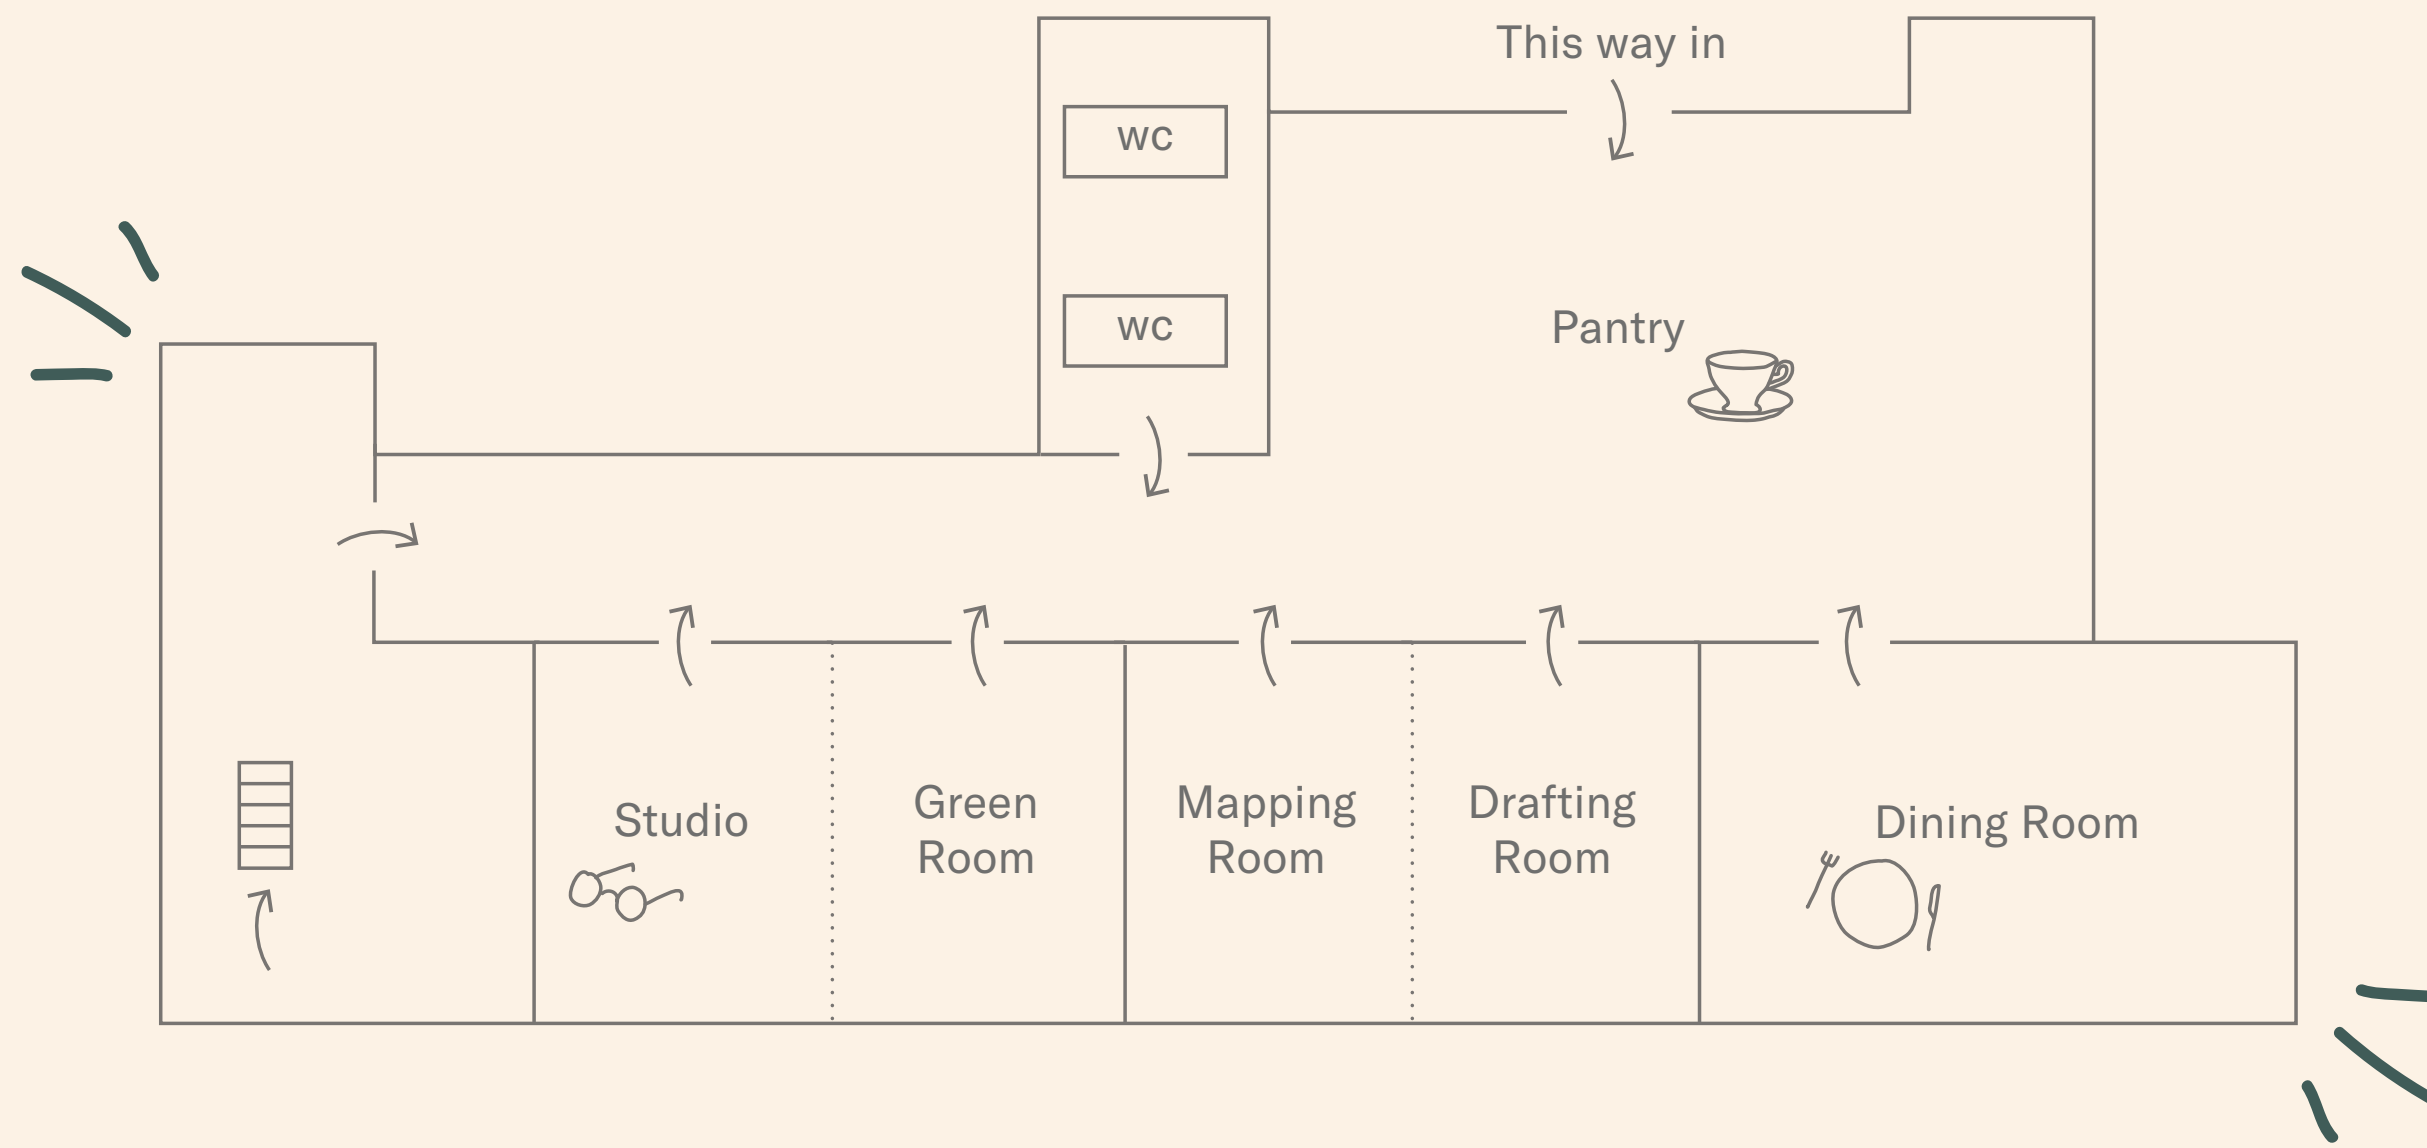 This way in
wc
wc
Pantry
Studio
Green
Room
Mapping
Room
Drafting
Room
Dining Room